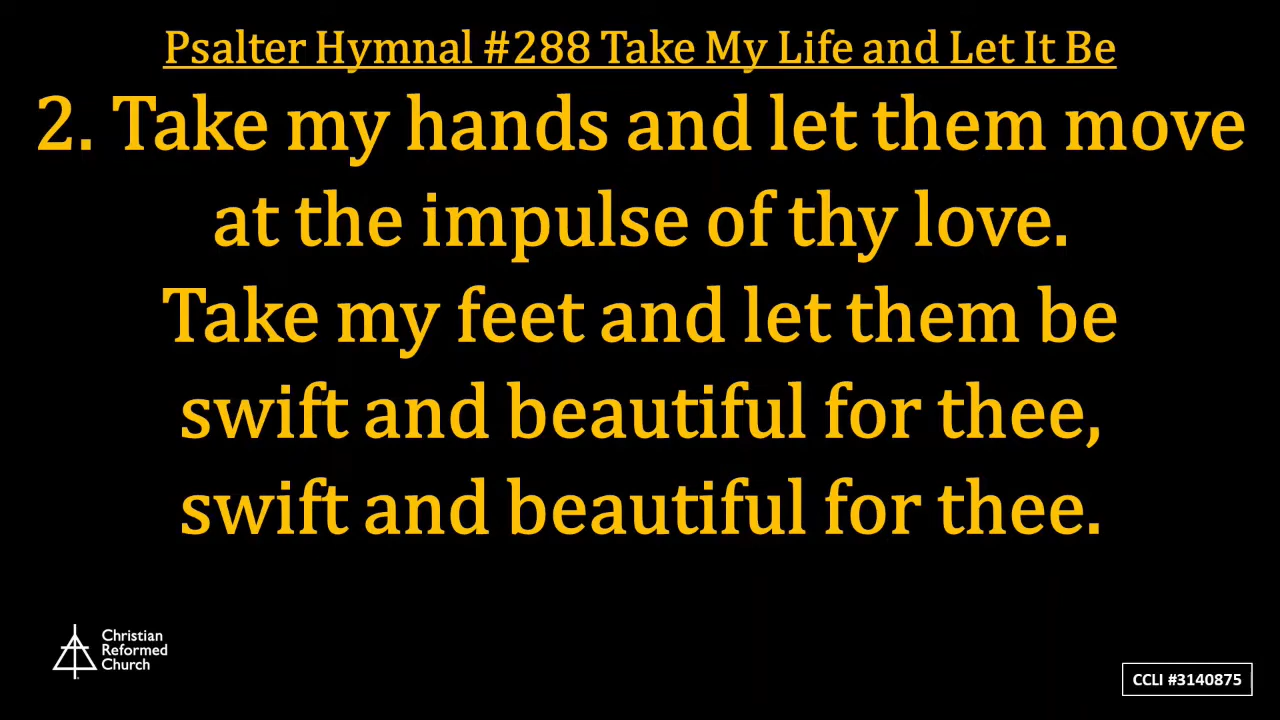 Psalter Hymnal #288 Take My Life and Let It Be
2. Take my hands and let them move
at the impulse of thy love.
Take my feet and let them be
swift and beautiful for thee,
swift and beautiful for thee.
Christian
Reformed
Church
CCLI #3140875